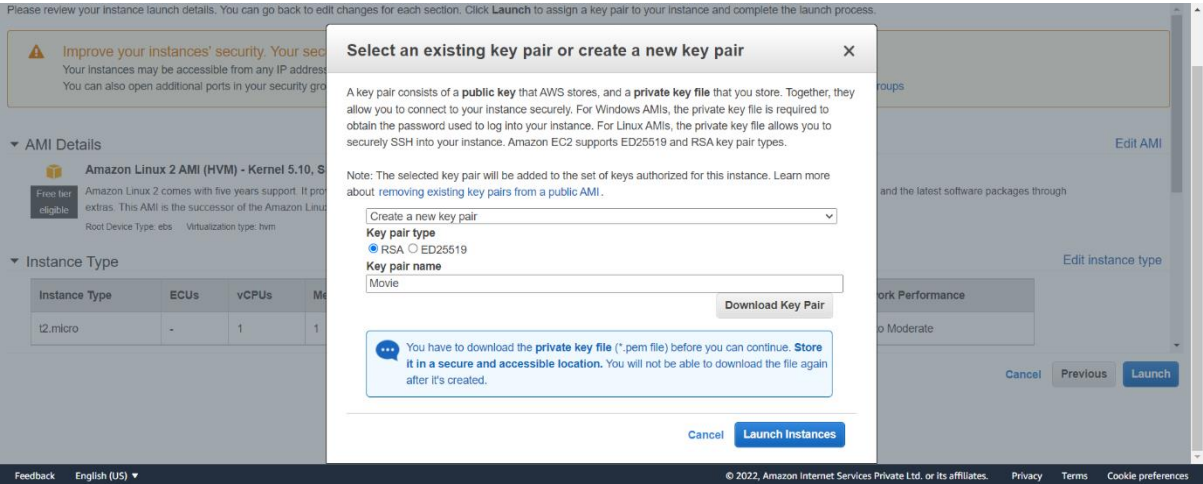 Please review your instance launch details. You can go back to edit changes for each section. Click Launch to assign a key pair to your instance and complete the launch process.
Improve your instances' security. Your sec
Your instances may be accessible from any IP address
You can also open additional ports in your security gro
roups
Select an existing key pair or create a new key pair
A key pair consists of a public key that AWS stores, and a private key file that you store. Together, they
allow you to connect to your instance securely. For Windows AMIs, the private key file is required to
obtain the password used to log into your instance. For Linux AMIs, the private key file allows you to
securely SSH into your instance. Amazon EC2 supports ED25519 and RSA key pair types.
Note: The selected key pair will be added to the set of keys authorized for this instance. Learn more
about removing existing key pairs from a public AMI.
Create a new key pair
Key pair type
RSA ED25519
Key pair name
Movie
Download Key Pair
You have to download the private key file (*.pem file) before you can continue. Store
it in a secure and accessible location. You will not be able to download the file again
after it's created.
Cancel Launch Instances
AMI Details Edit AMI
Amazon Linux 2 AMI (HVM) - Kernel 5.10, S
Free tier
eligible
Amazon Linux 2 comes with five years support. It pro and the latest software packages through
extras. This AMI is the successor of the Amazon Linu
Root Device Type: ebs Virtualization type: hvm
Instance Type Edit instance type
Instance Type ECUs vCPUs Me ork Performance
t2.micro - 1 1 o Moderate
Cancel Previous Launch
Feedback English (US) © 2022, Amazon Internet Services Private Ltd. or its affiliates. Privacy Terms Cookie preferences